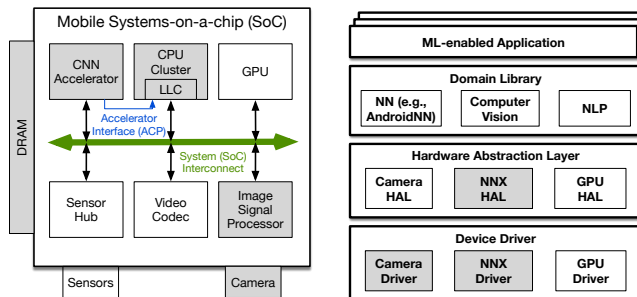 Mobile Systems-on-a-chip (SoC)
DRAM
CNN
Accelerator
CPU
Cluster
LLC
GPU
Accelerator
Interface (ACP)
System (SoC)
Interconnect
Sensor
Hub
Video
Codec
Image
Signal
Processor
Sensors
Camera
ML-enabled Application
Domain Library
NN (e.g.,
AndroidNN)
Computer
Vision
NLP
Hardware Abstraction Layer
Camera
HAL
NNX
HAL
GPU
HAL
Device Driver
Camera
Driver
NNX
Driver
GPU
Driver